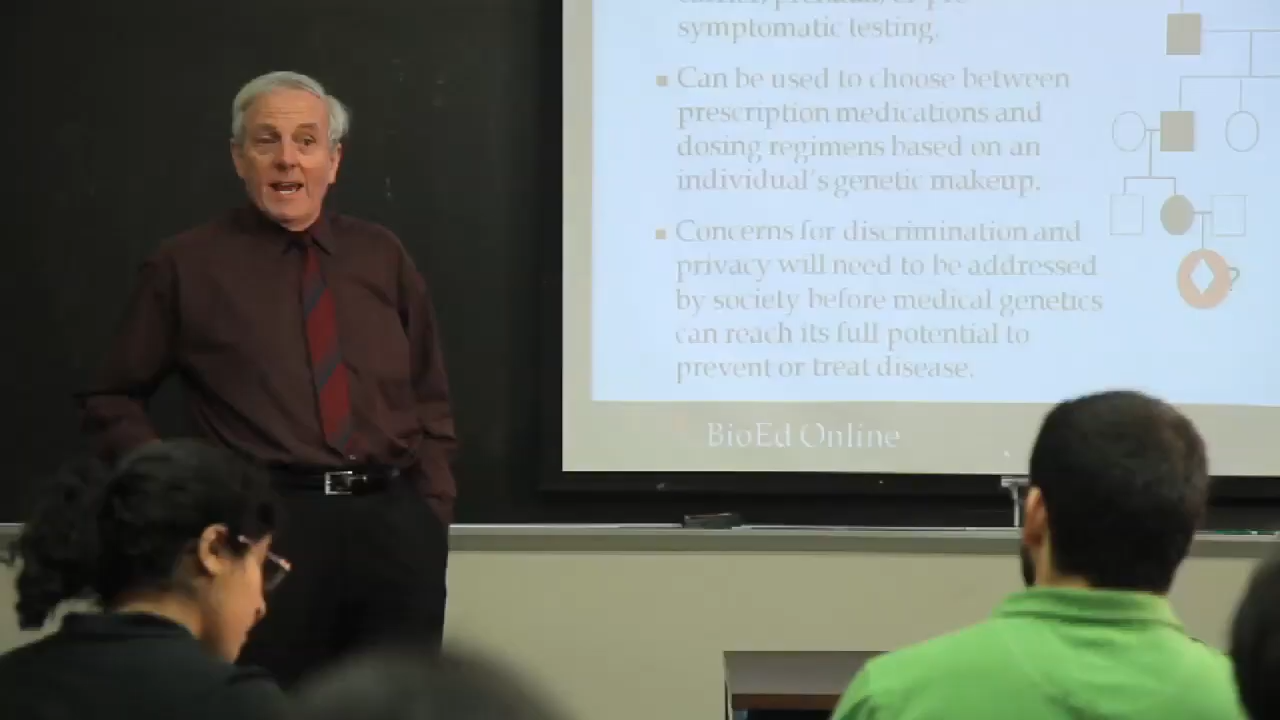 symptomatic testing.
▪ Can be used to choose between
prescription medications and
dosing regimens based on an
individual's genetic makeup.
▪ Concerns for discrimination and
privacy will need to be addressed
by society before medical genetics
can reach its full potential to
prevent or treat disease.
?
BioEd Online